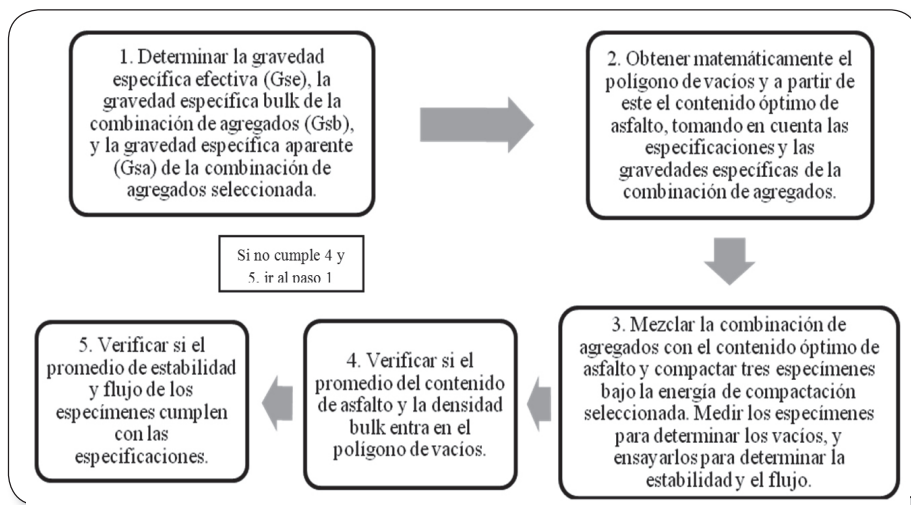 1. Determinar la gravedad
específica efectiva (Gse), la
gravedad específica bulk de la
combinación de agregados (Gsb),
y la gravedad específica aparente
(Gsa) de la combinación de
agregados seleccionada.
2. Obtener matemáticamente el
polígono de vacíos y a partir de
este el contenido óptimo de
asfalto, tomando en cuenta las
especificaciones y las
gravedades específicas de la
combinación de agregados.
3. Mezclar la combinación de
agregados con el contenido óptimo de
asfalto y compactar tres especímenes
bajo la energía de compactación
seleccionada. Medir los especímenes
para determinar los vacíos, y
ensayarlos para determinar la
estabilidad y el flujo.
4. Verificar si el
promedio del contenido
de asfalto y la densidad
bulk entra en el
polígono de vacíos.
5. Verificar si el
promedio de estabilidad
y flujo de los
especímenes cumplen
con las
especificaciones.
Si no cumple 4 y
5, ir al paso 1